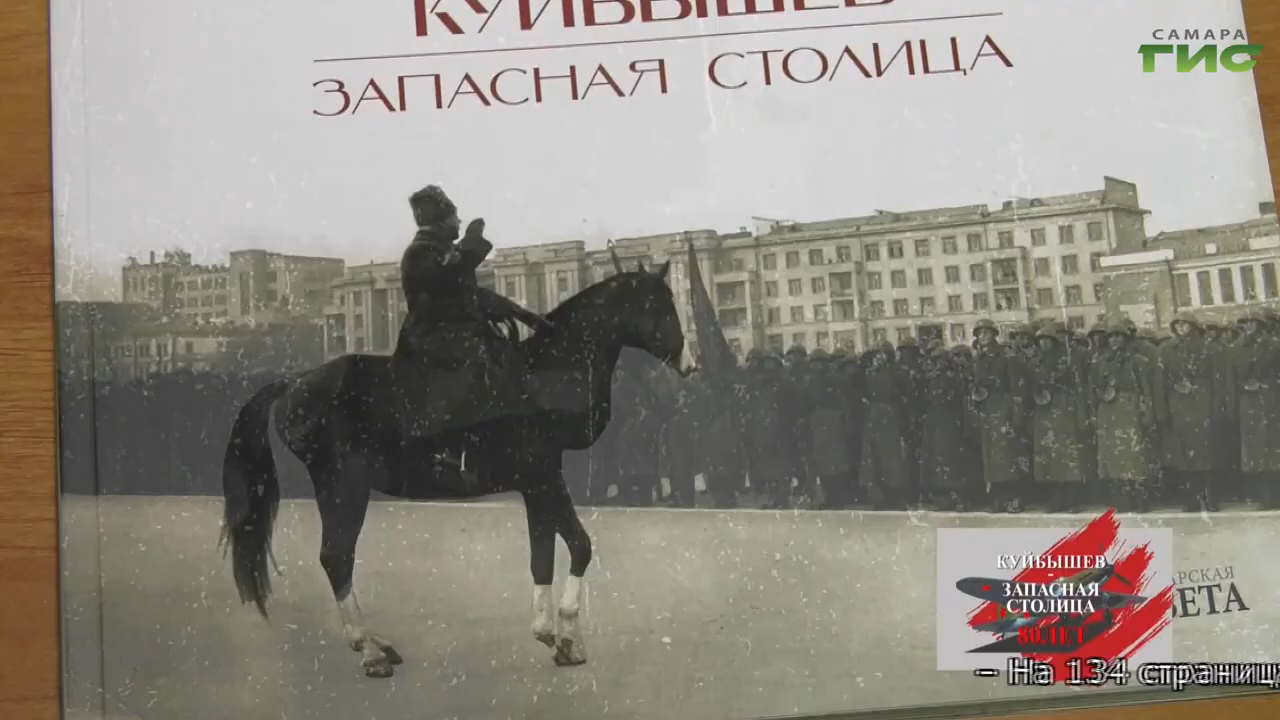 КУЙБЫШЕВ
ЗАПАСНАЯ СТОЛИЦА
САМАРА
ГИС
КУЙБЫШЕВ
-
ЗАПАСНАЯ
СТОЛИЦА
80 ЛЕТ
– На 134 страниц